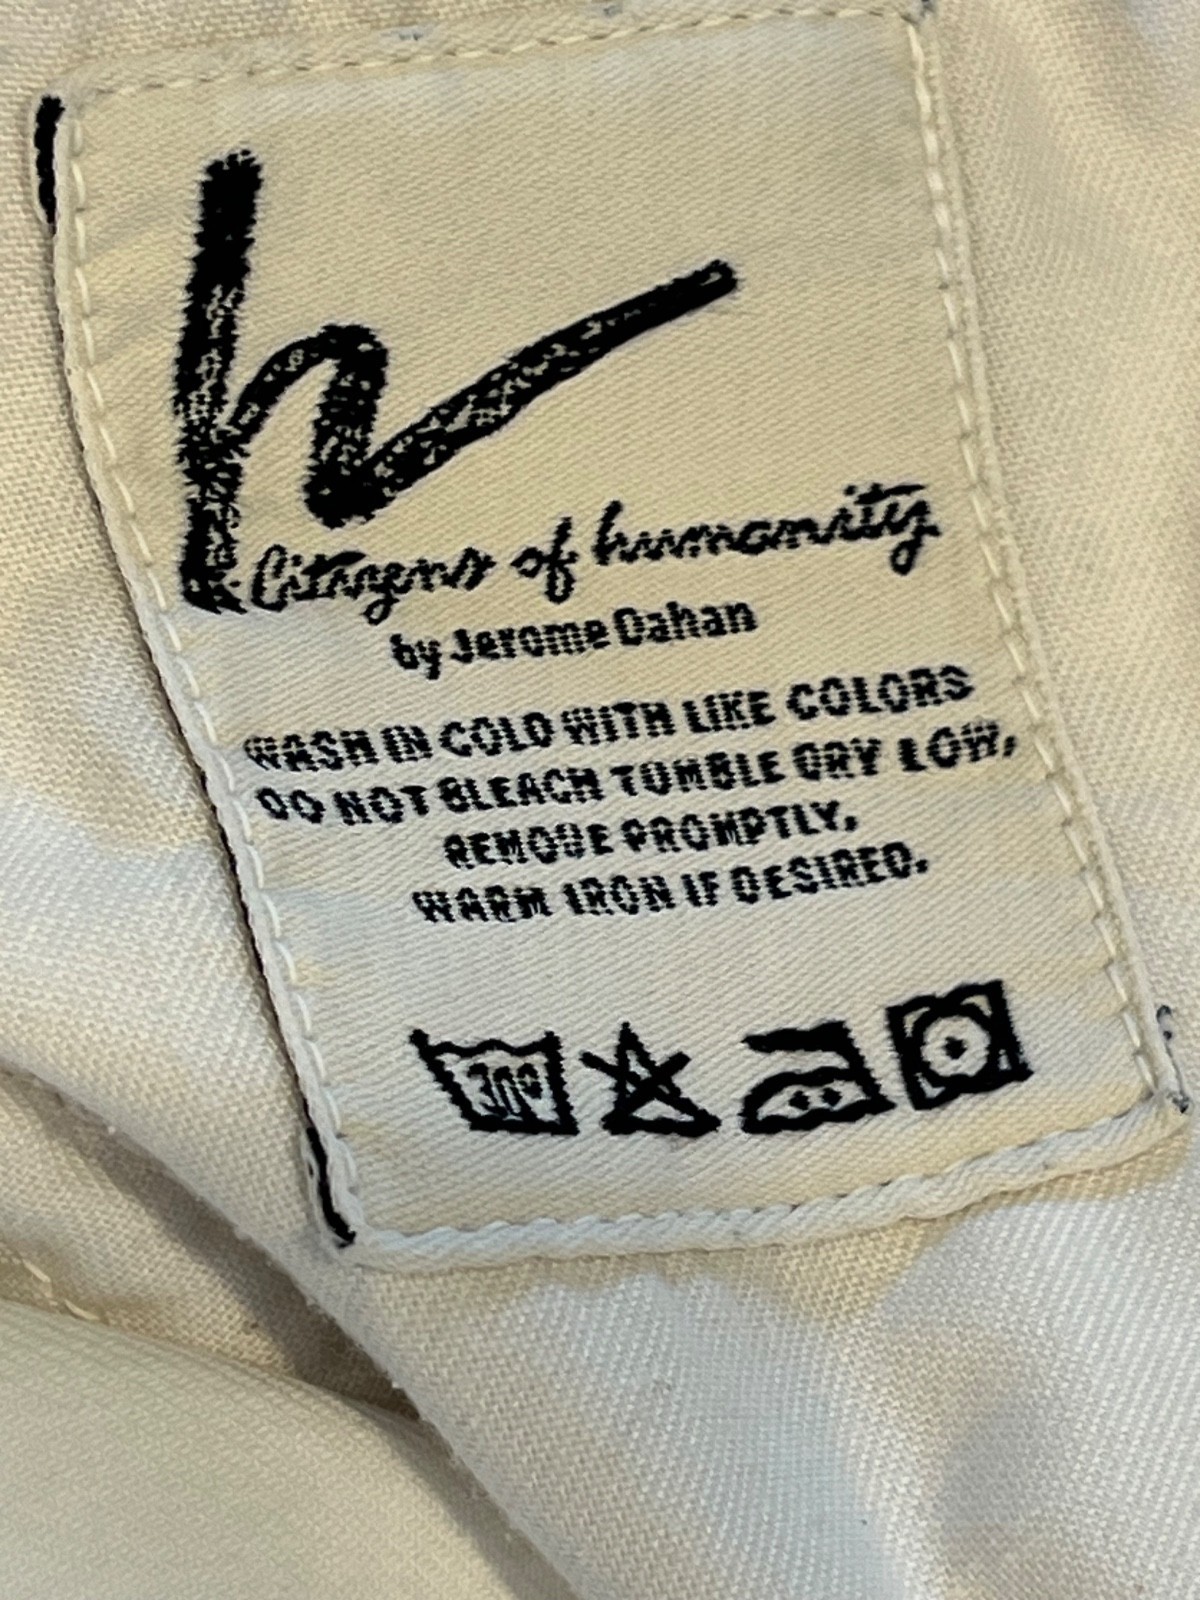 h
Citizens of humanity
by Jerome Dahan
WASH IN COLD WITH LIKE COLORS
DO NOT BLEACH TUMBLE DRY LOW,
REMOVE PROMPTLY,
WARM IRON IF DESIRED.
30°